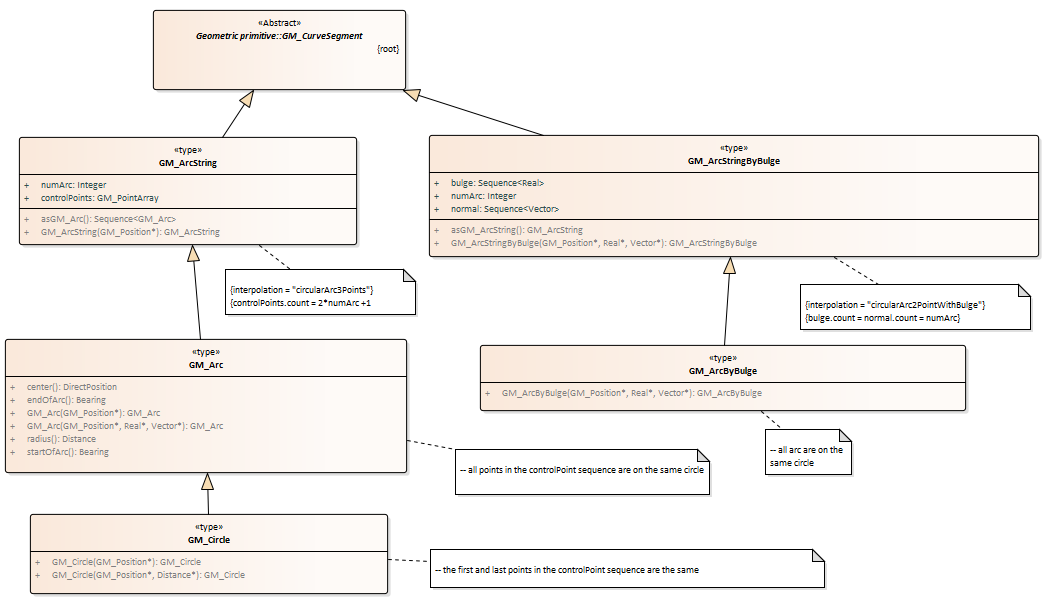 «Abstract»
Geometric primitive::GM_CurveSegment
{root}
«type»
GM_ArcString
+ numArc: Integer
+ controlPoints: GM_PointArray
+ asGM_Arc(): Sequence<GM_Arc>
+ GM_ArcString(GM_Position*): GM_ArcString
«type»
GM_ArcStringByBulge
+ bulge: Sequence<Real>
+ numArc: Integer
+ normal: Sequence<Vector>
+ asGM_ArcString(): GM_ArcString
+ GM_ArcStringByBulge(GM_Position*, Real*, Vector*): GM_ArcStringByBulge
{interpolation = "circularArc3Points"}
{controlPoints.count = 2*numArc +1
{interpolation = "circularArc2PointWithBulge"}
{bulge.count = normal.count = numArc}
«type»
GM_Arc
+ center(): DirectPosition
+ endOfArc(): Bearing
+ GM_Arc(GM_Position*): GM_Arc
+ GM_Arc(GM_Position*, Real*, Vector*): GM_Arc
+ radius(): Distance
+ startOfArc(): Bearing
«type»
GM_ArcByBulge
+ GM_ArcByBulge(GM_Position*, Real*, Vector*): GM_ArcByBulge
-- all arc are on the
same circle
-- all points in the controlPoint sequence are on the same circle
«type»
GM_Circle
+ GM_Circle(GM_Position*): GM_Circle
+ GM_Circle(GM_Position*, Distance*): GM_Circle
-- the first and last points in the controlPoint sequence are the same